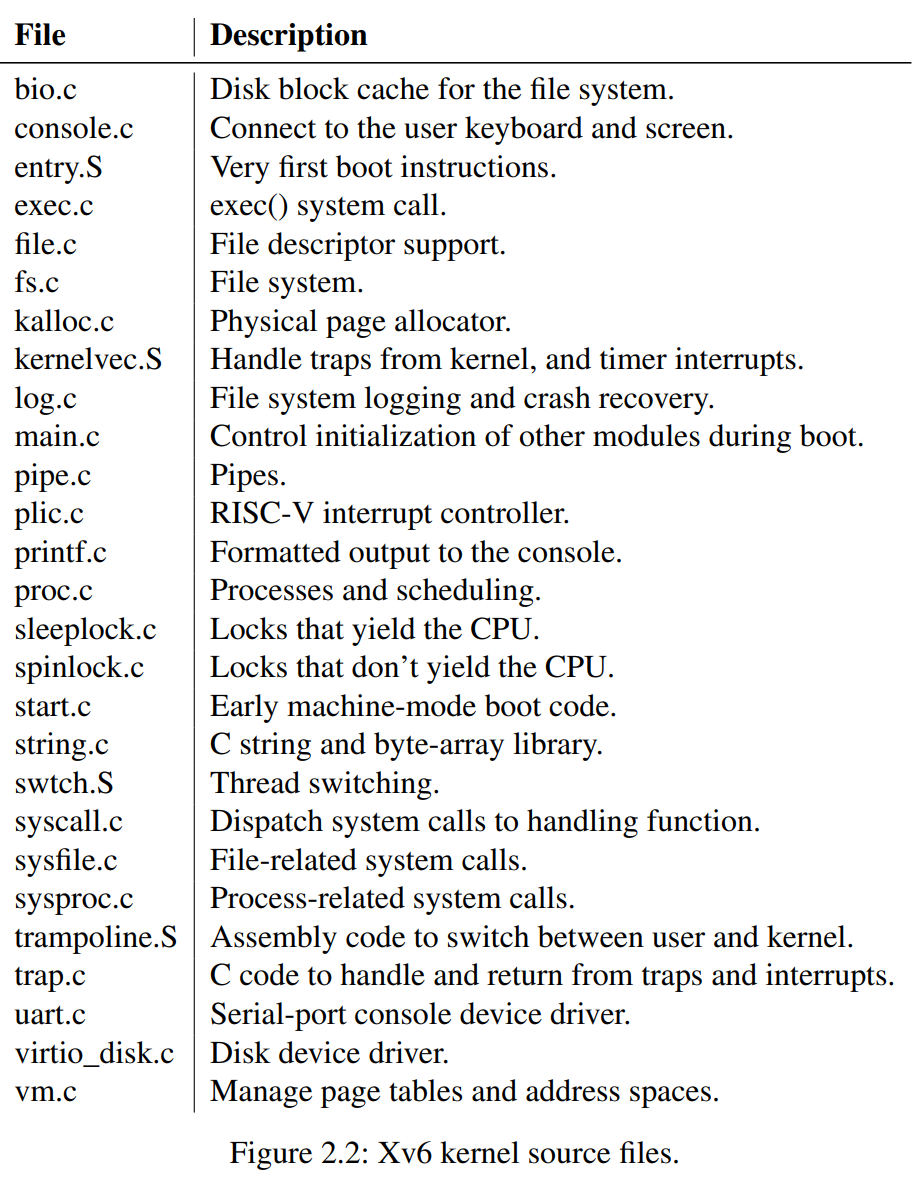 File Description
bio.c Disk block cache for the file system.
console.c Connect to the user keyboard and screen.
entry.S Very first boot instructions.
exec.c exec() system call.
file.c File descriptor support.
fs.c File system.
kalloc.c Physical page allocator.
kernelvec.S Handle traps from kernel, and timer interrupts.
log.c File system logging and crash recovery.
main.c Control initialization of other modules during boot.
pipe.c Pipes.
plic.c RISC-V interrupt controller.
printf.c Formatted output to the console.
proc.c Processes and scheduling.
sleeplock.c Locks that yield the CPU.
spinlock.c Locks that don’t yield the CPU.
start.c Early machine-mode boot code.
string.c C string and byte-array library.
swtch.S Thread switching.
syscall.c Dispatch system calls to handling function.
sysfile.c File-related system calls.
sysproc.c Process-related system calls.
trampoline.S Assembly code to switch between user and kernel.
trap.c C code to handle and return from traps and interrupts.
uart.c Serial-port console device driver.
virtio_disk.c Disk device driver.
vm.c Manage page tables and address spaces.
Figure 2.2: Xv6 kernel source files.